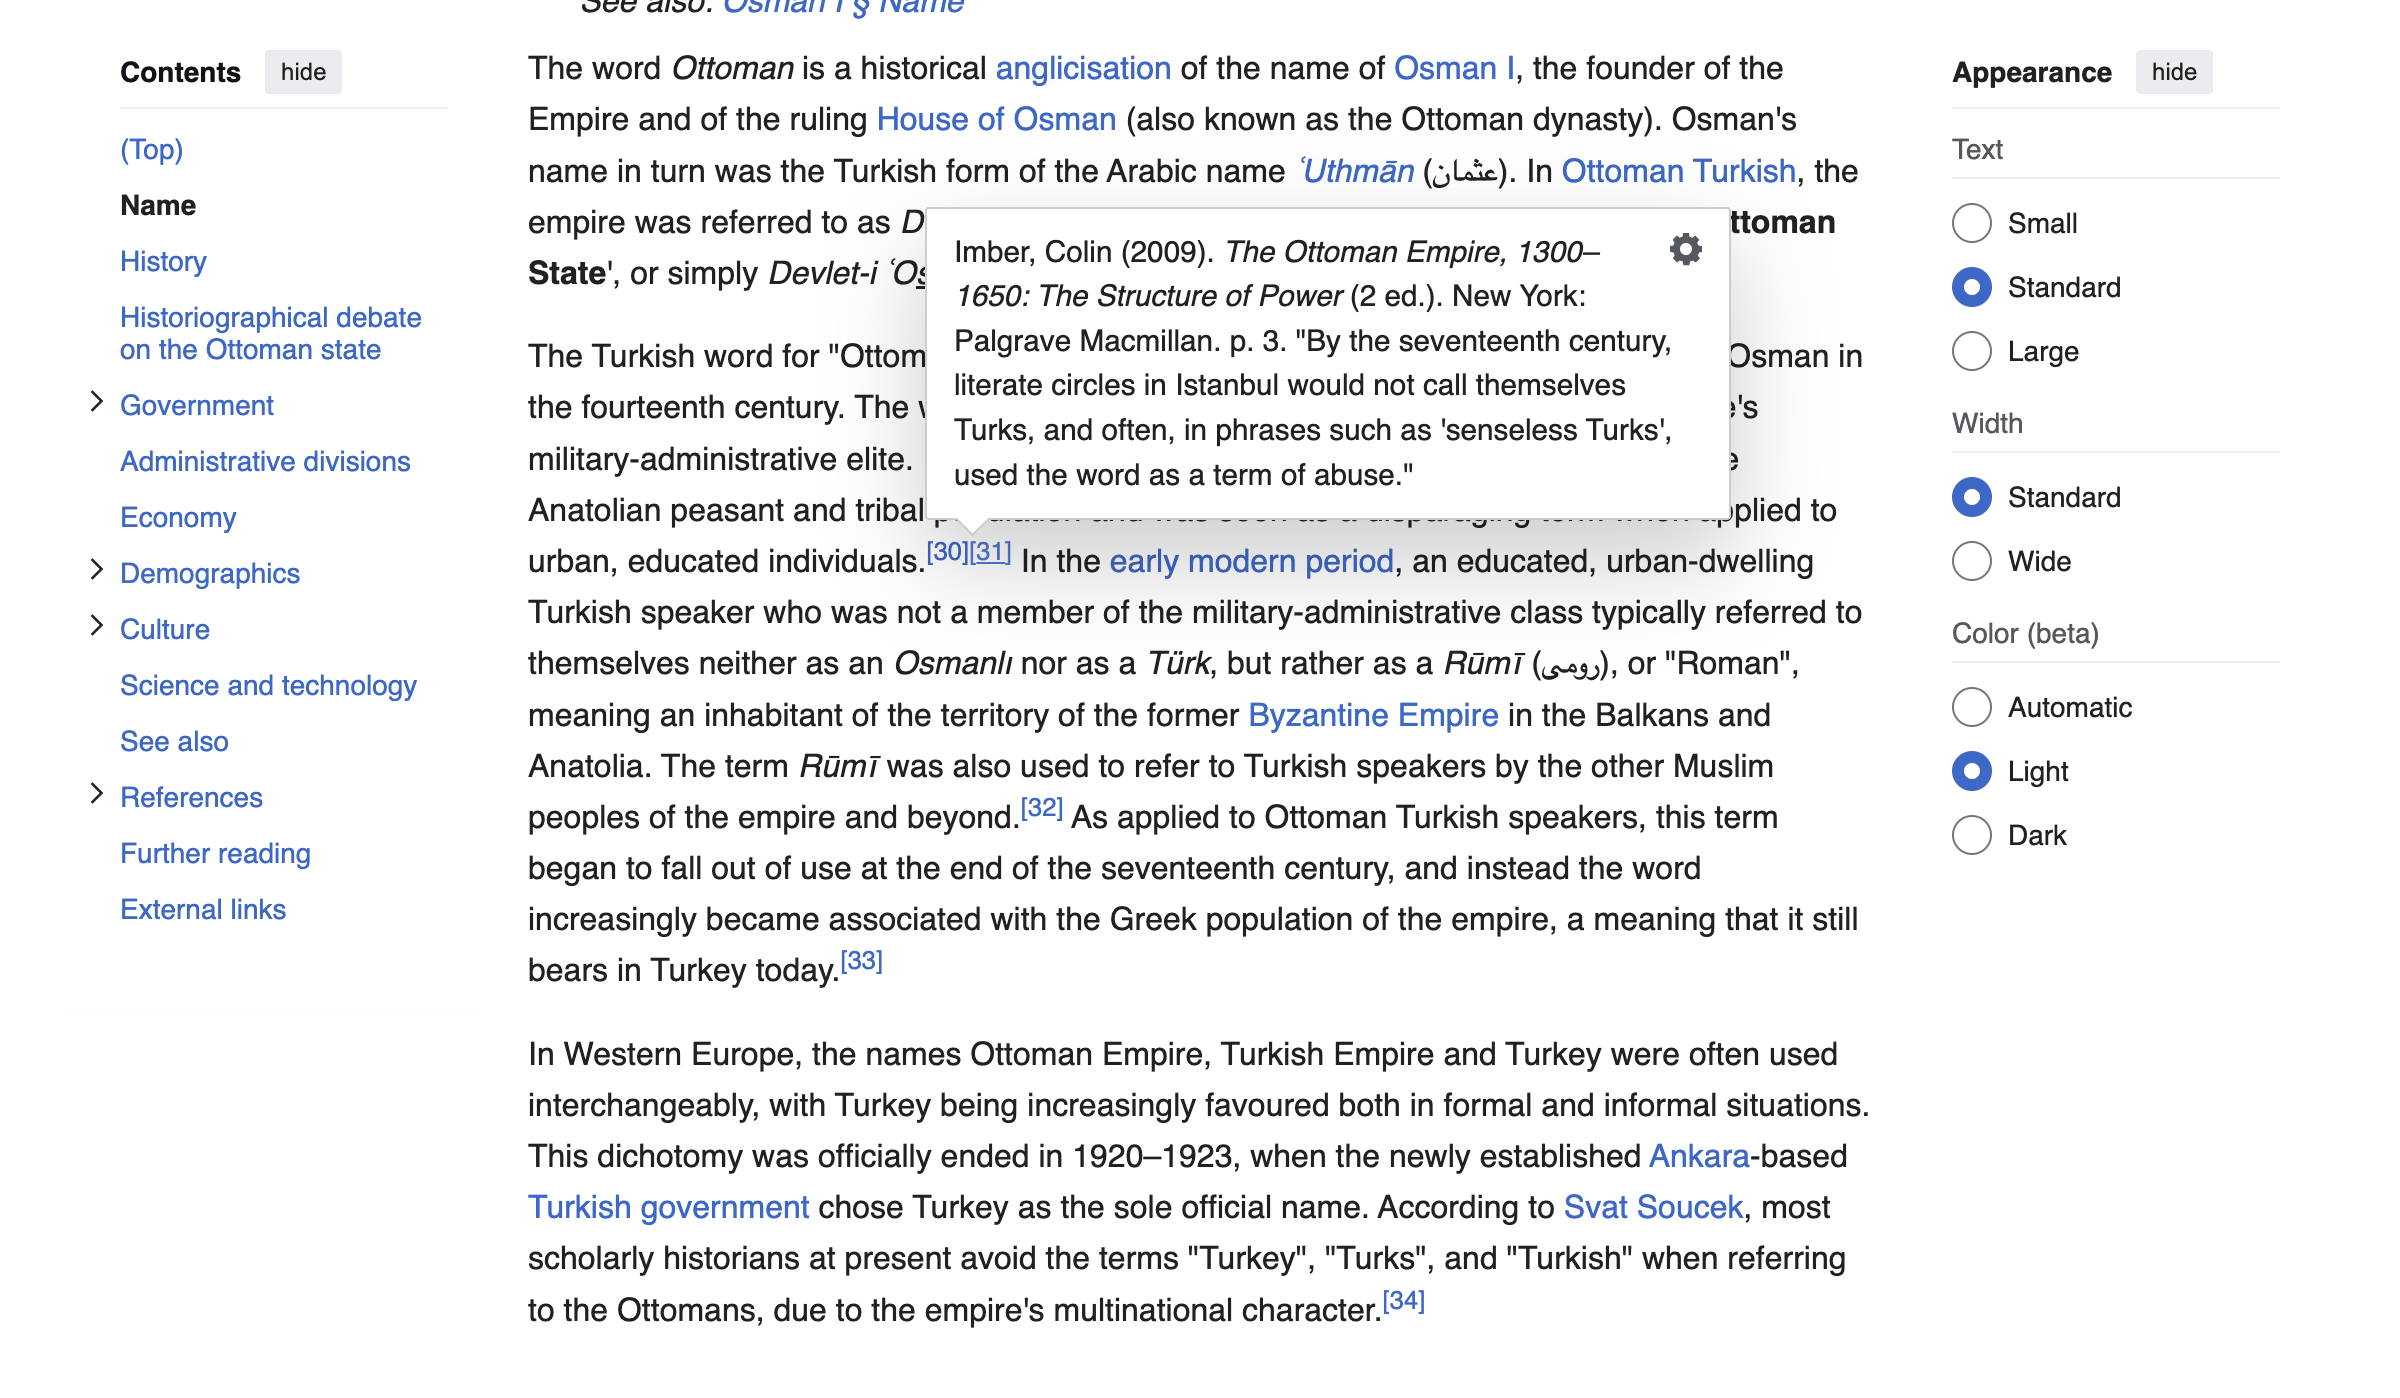 See also: Osman I § Name
Contents hide
(Top)
Name
History
Historiographical debate
on the Ottoman state
Government
Administrative divisions
Economy
Demographics
Culture
Science and technology
See also
References
Further reading
External links
The word Ottoman is a historical anglicisation of the name of Osman I, the founder of the
Empire and of the ruling House of Osman (also known as the Ottoman dynasty). Osman's
name in turn was the Turkish form of the Arabic name ʿUthmān (عثمان). In Ottoman Turkish, the
empire was referred to as
State', or simply Devlet-i
The Turkish word for Osman in
the fourteenth century. The
military-administrative elite.
Anatolian peasant and tribal applied to
urban, educated individuals.[30][31] In the early modern period, an educated, urban-dwelling
Turkish speaker who was not a member of the military-administrative class typically referred to
themselves neither as an Osmanlı nor as a Türk, but rather as a Rūmī (رومى), or "Roman",
meaning an inhabitant of the territory of the former Byzantine Empire in the Balkans and
Anatolia. The term Rūmī was also used to refer to Turkish speakers by the other Muslim
peoples of the empire and beyond.[32] As applied to Ottoman Turkish speakers, this term
began to fall out of use at the end of the seventeenth century, and instead the word
increasingly became associated with the Greek population of the empire, a meaning that it still
bears in Turkey today.[33]
In Western Europe, the names Ottoman Empire, Turkish Empire and Turkey were often used
interchangeably, with Turkey being increasingly favoured both in formal and informal situations.
This dichotomy was officially ended in 1920–1923, when the newly established Ankara-based
Turkish government chose Turkey as the sole official name. According to Svat Soucek, most
scholarly historians at present avoid the terms "Turkey", "Turks", and "Turkish" when referring
to the Ottomans, due to the empire's multinational character.[34]
Imber, Colin (2009). The Ottoman Empire, 1300–
1650: The Structure of Power (2 ed.). New York:
Palgrave Macmillan. p. 3. "By the seventeenth century,
literate circles in Istanbul would not call themselves
Turks, and often, in phrases such as 'senseless Turks',
used the word as a term of abuse."
Appearance hide
Text
Small
Standard
Large
Width
Standard
Wide
Color (beta)
Automatic
Light
Dark